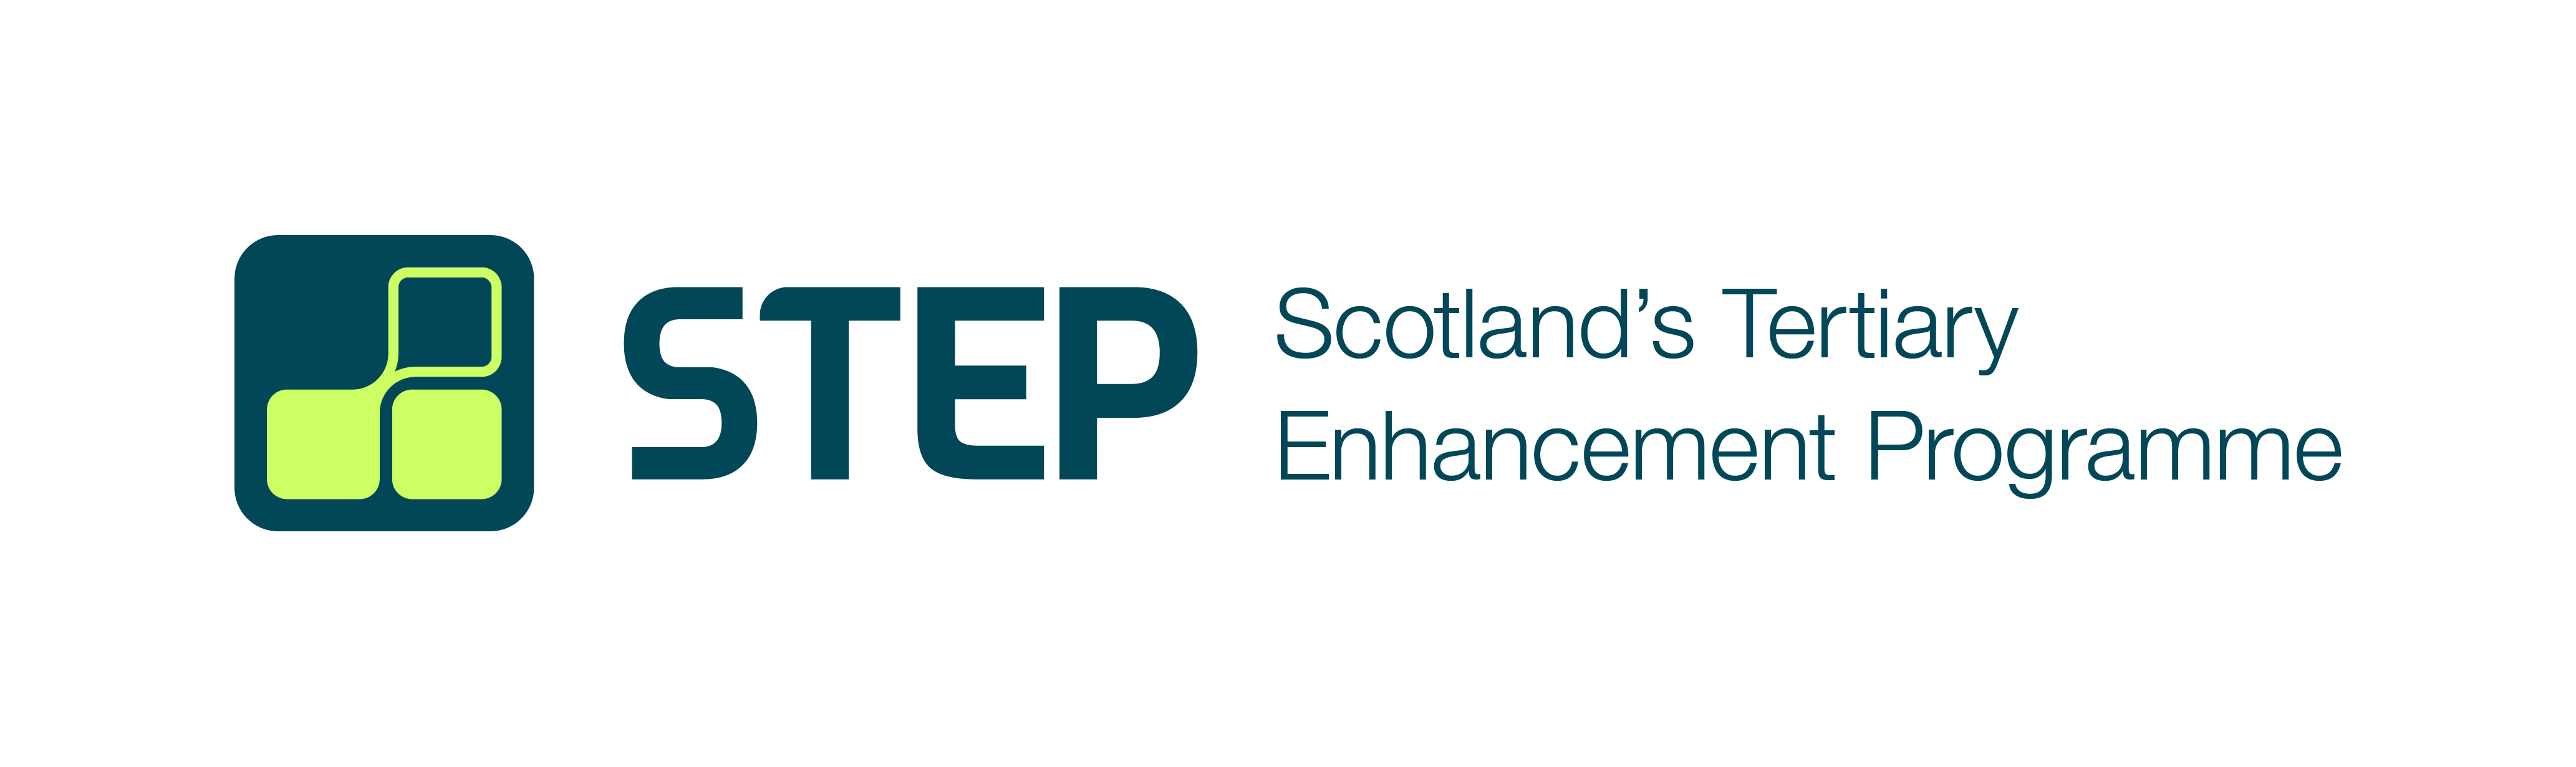 STEP
Scotland’s Tertiary
Enhancement Programme